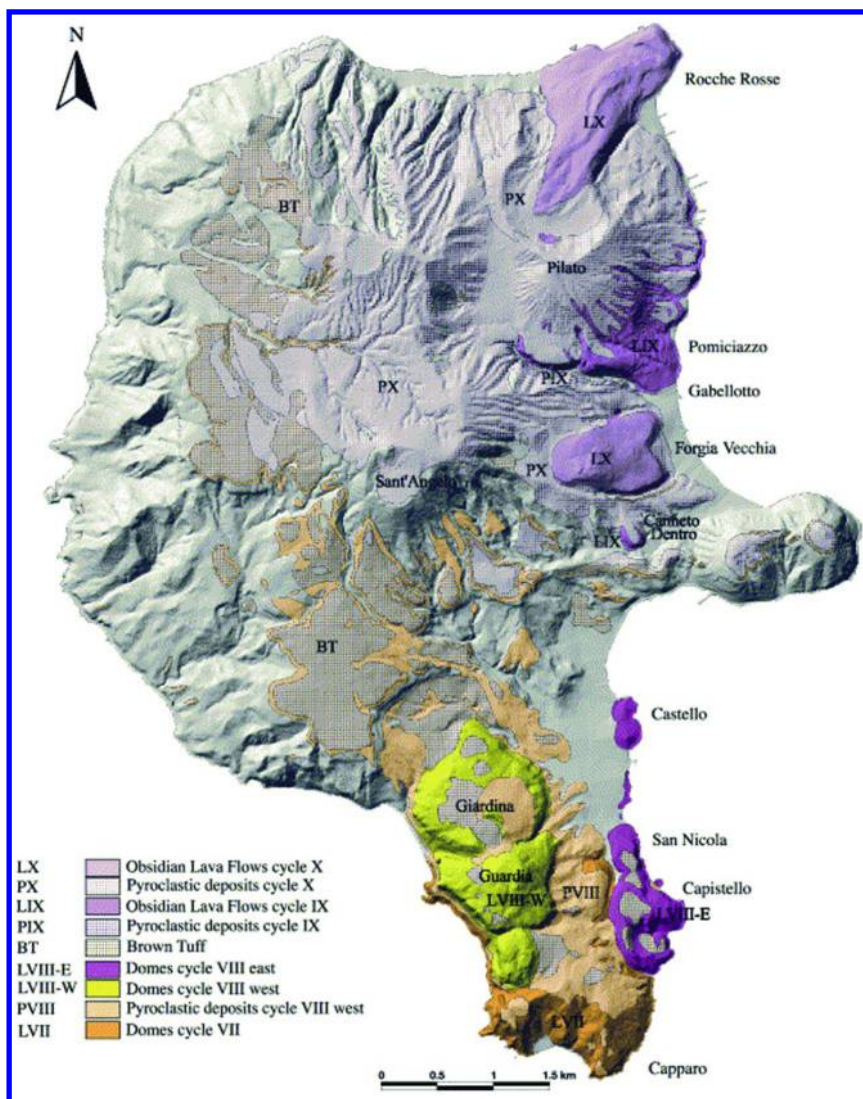 N
Rocche Rosse
LX
PX
BT
Pilato
LIX
Pomiciazzo
PIX
Gabellotto
PX
Forgia Vecchia
LX
PX
Sant'Angelo
Canneto
Dentro
LIX
BT
Castello
Giardina
San Nicola
Guardia
PVIII
Capistello
LVIII-W
LVIII-E
LVII
Capparo
LX Obsidian Lava Flows cycle X
PX Pyroclastic deposits cycle X
LIX Obsidian Lava Flows cycle IX
PIX Pyroclastic deposits cycle IX
BT Brown Tuff
LVIII-E Domes cycle VIII east
LVIII-W Domes cycle VIII west
PVIII Pyroclastic deposits cycle VIII west
LVII Domes cycle VII
0 0.5 1 1.5 km